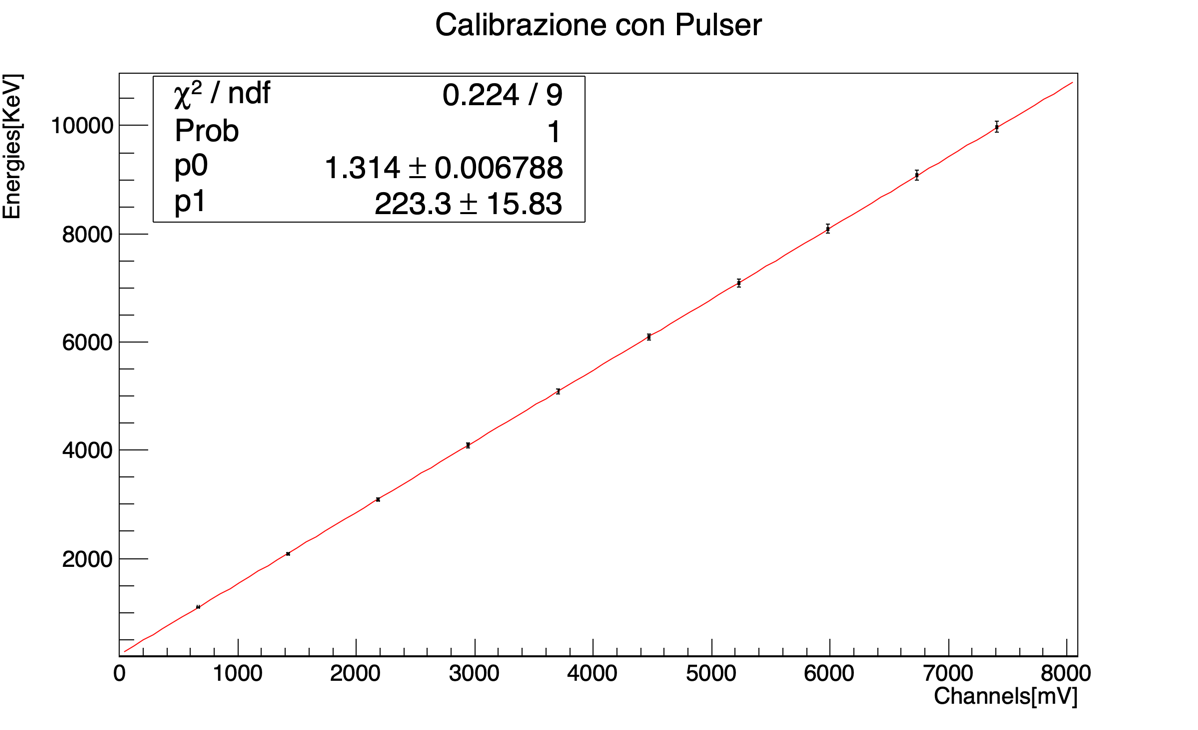 Calibrazione con Pulser
χ² / ndf 0.224 / 9
Prob 1
p0 1.314 ± 0.006788
p1 223.3 ± 15.83
Energies[KeV]
10000
8000
6000
4000
2000
0 1000 2000 3000 4000 5000 6000 7000 8000
Channels[mV]